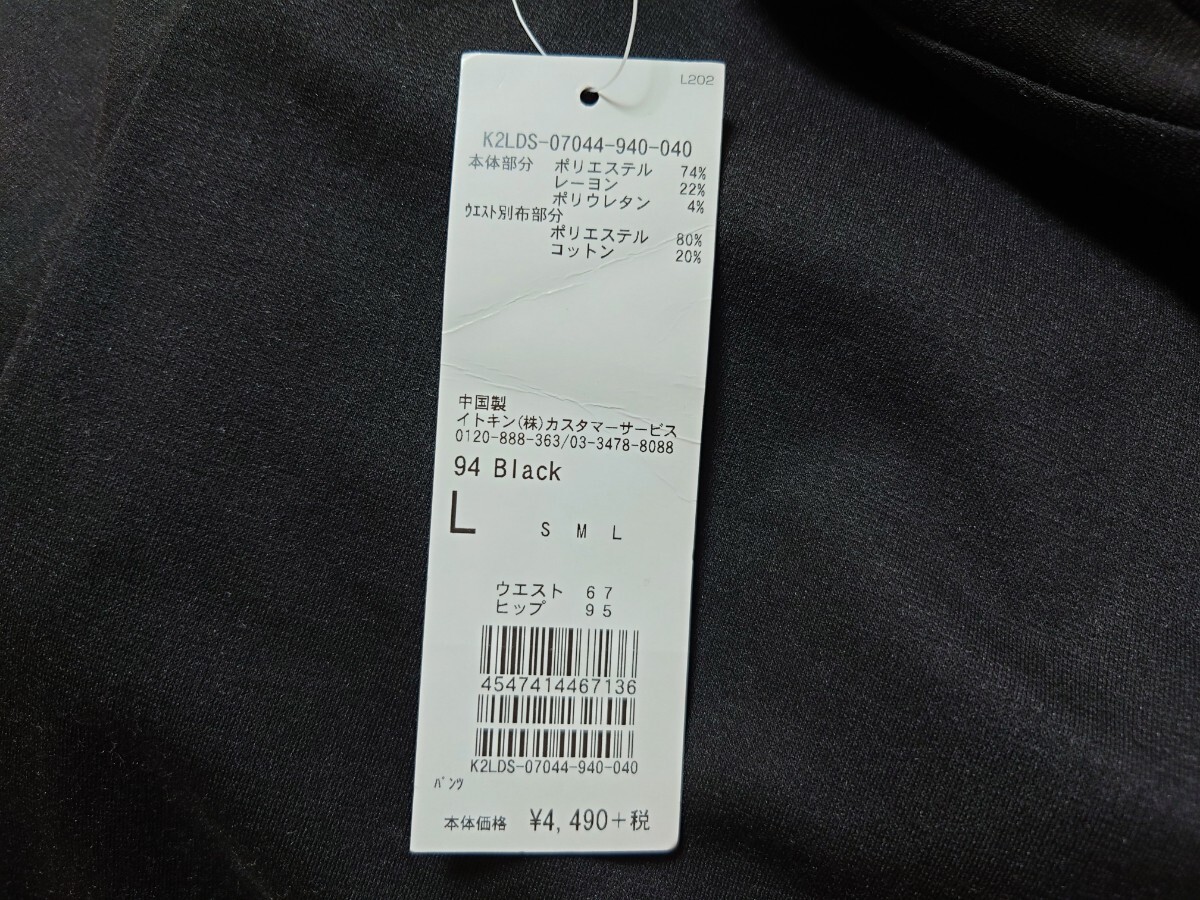 L202
K2LDS-07044-940-040
本体部分 ポリエステル 74%
レーヨン 22%
ポリウレタン 4%
ｳｴｽﾄ別布部分
ポリエステル 80%
コットン 20%
中国製
イトキン(株)カスタマーサービス
0120-888-363/03-3478-8088
94 Black
L S M L
ウエスト 67
ヒップ 95
4547414467136
K2LDS-07044-940-040
ﾊﾟﾝﾂ
本体価格 ¥4,490+税